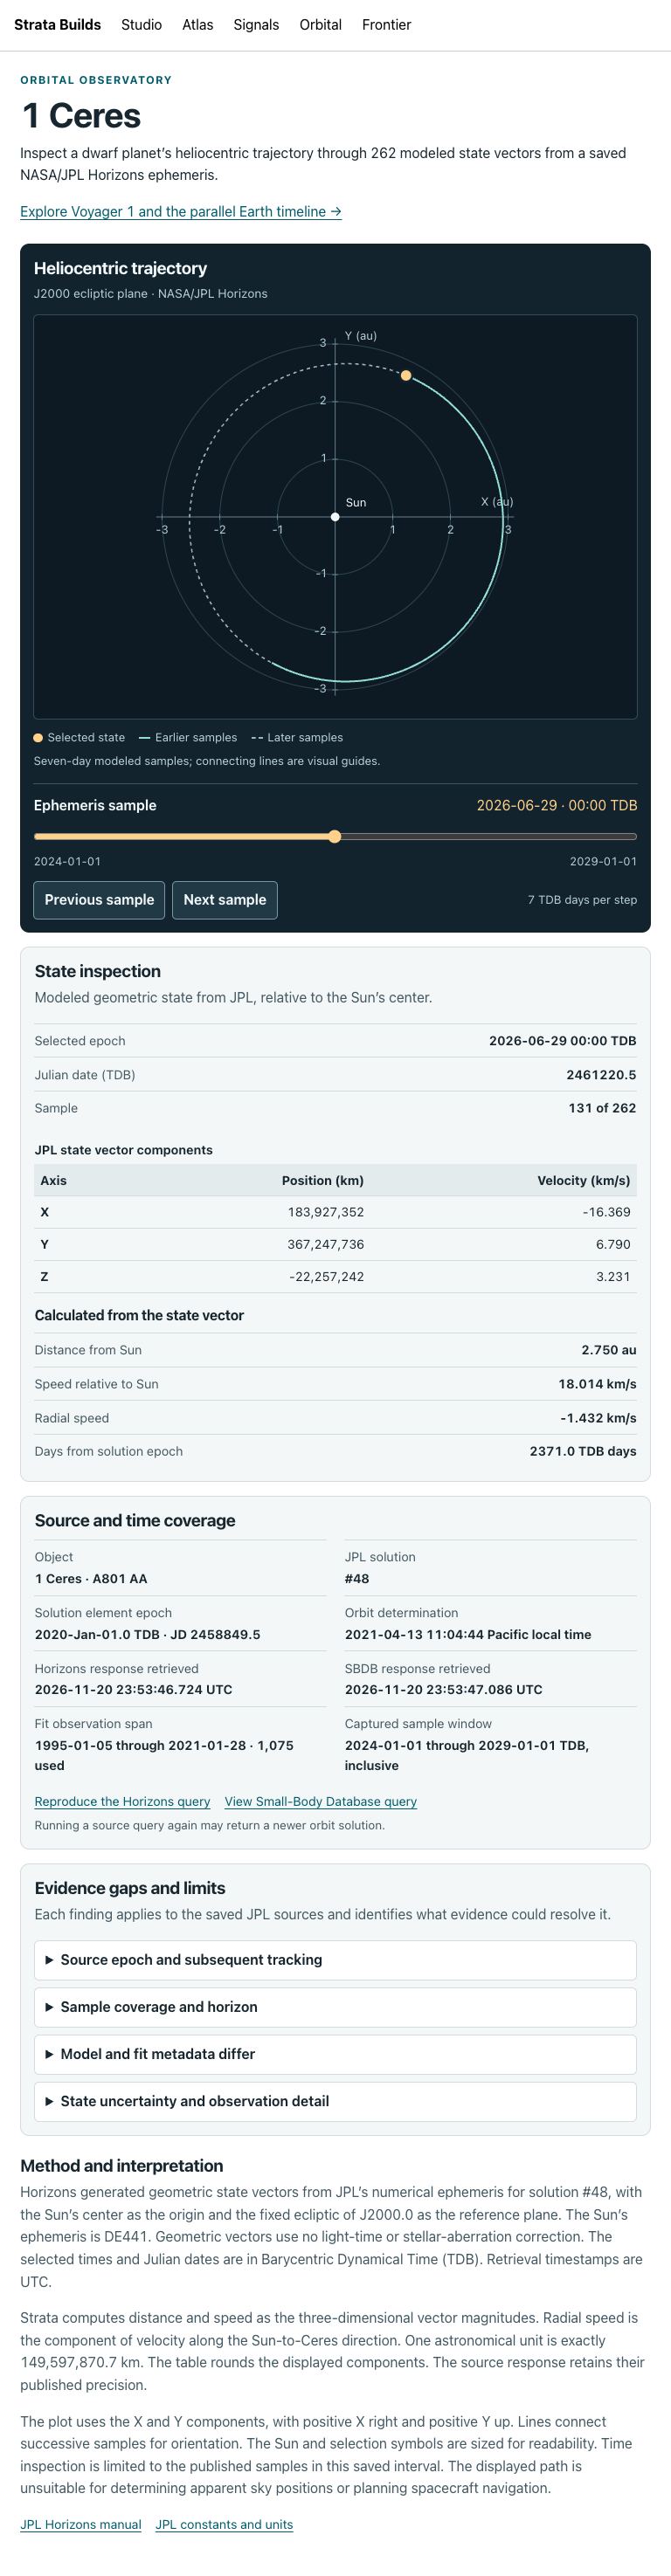 Strata Builds Studio Atlas Signals Orbital Frontier
ORBITAL OBSERVATORY
1 Ceres
Inspect a dwarf planet’s heliocentric trajectory through 262 modeled state vectors from a saved
NASA/JPL Horizons ephemeris.
Explore Voyager 1 and the parallel Earth timeline →
Heliocentric trajectory
J2000 ecliptic plane · NASA/JPL Horizons
Y (au)
3
2
1
Sun
X (au)
-3 -2 -1 1 2 3
-1
-2
-3
Selected state Earlier samples Later samples
Seven-day modeled samples; connecting lines are visual guides.
Ephemeris sample 2026-06-29 · 00:00 TDB
2024-01-01 2029-01-01
Previous sample Next sample 7 TDB days per step
State inspection
Modeled geometric state from JPL, relative to the Sun’s center.
Selected epoch 2026-06-29 00:00 TDB
Julian date (TDB) 2461220.5
Sample 131 of 262
JPL state vector components
Axis Position (km) Velocity (km/s)
X 183,927,352 -16.369
Y 367,247,736 6.790
Z -22,257,242 3.231
Calculated from the state vector
Distance from Sun 2.750 au
Speed relative to Sun 18.014 km/s
Radial speed -1.432 km/s
Days from solution epoch 2371.0 TDB days
Source and time coverage
Object JPL solution
1 Ceres · A801 AA #48
Solution element epoch Orbit determination
2020-Jan-01.0 TDB · JD 2458849.5 2021-04-13 11:04:44 Pacific local time
Horizons response retrieved SBDB response retrieved
2026-11-20 23:53:46.724 UTC 2026-11-20 23:53:47.086 UTC
Fit observation span Captured sample window
1995-01-05 through 2021-01-28 · 1,075 2024-01-01 through 2029-01-01 TDB,
used inclusive
Reproduce the Horizons query View Small-Body Database query
Running a source query again may return a newer orbit solution.
Evidence gaps and limits
Each finding applies to the saved JPL sources and identifies what evidence could resolve it.
Source epoch and subsequent tracking
Sample coverage and horizon
Model and fit metadata differ
State uncertainty and observation detail
Method and interpretation
Horizons generated geometric state vectors from JPL’s numerical ephemeris for solution #48, with
the Sun’s center as the origin and the fixed ecliptic of J2000.0 as the reference plane. The Sun’s
ephemeris is DE441. Geometric vectors use no light-time or stellar-aberration correction. The
selected times and Julian dates are in Barycentric Dynamical Time (TDB). Retrieval timestamps are
UTC.
Strata computes distance and speed as the three-dimensional vector magnitudes. Radial speed is
the component of velocity along the Sun-to-Ceres direction. One astronomical unit is exactly
149,597,870.7 km. The table rounds the displayed components. The source response retains their
published precision.
The plot uses the X and Y components, with positive X right and positive Y up. Lines connect
successive samples for orientation. The Sun and selection symbols are sized for readability. Time
inspection is limited to the published samples in this saved interval. The displayed path is
unsuitable for determining apparent sky positions or planning spacecraft navigation.
JPL Horizons manual JPL constants and units